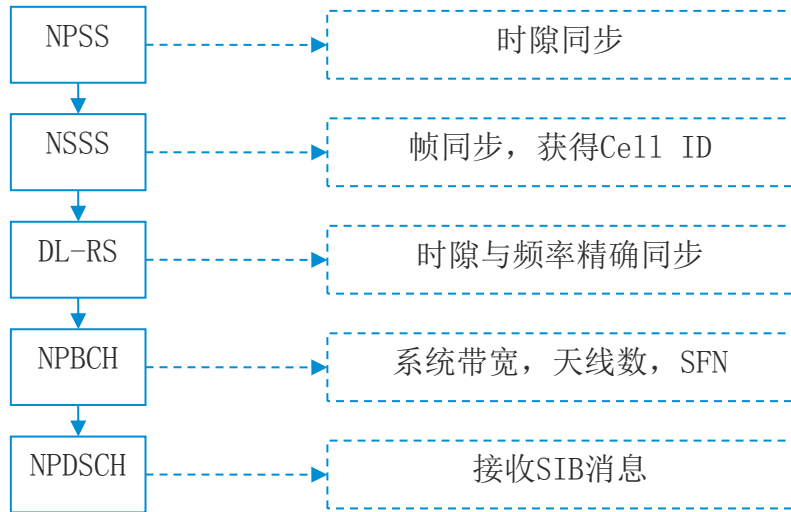 NPSS
时隙同步
NSSS
帧同步，获得Cell ID
DL-RS
时隙与频率精确同步
NPBCH
系统带宽，天线数，SFN
NPDSCH
接收SIB消息